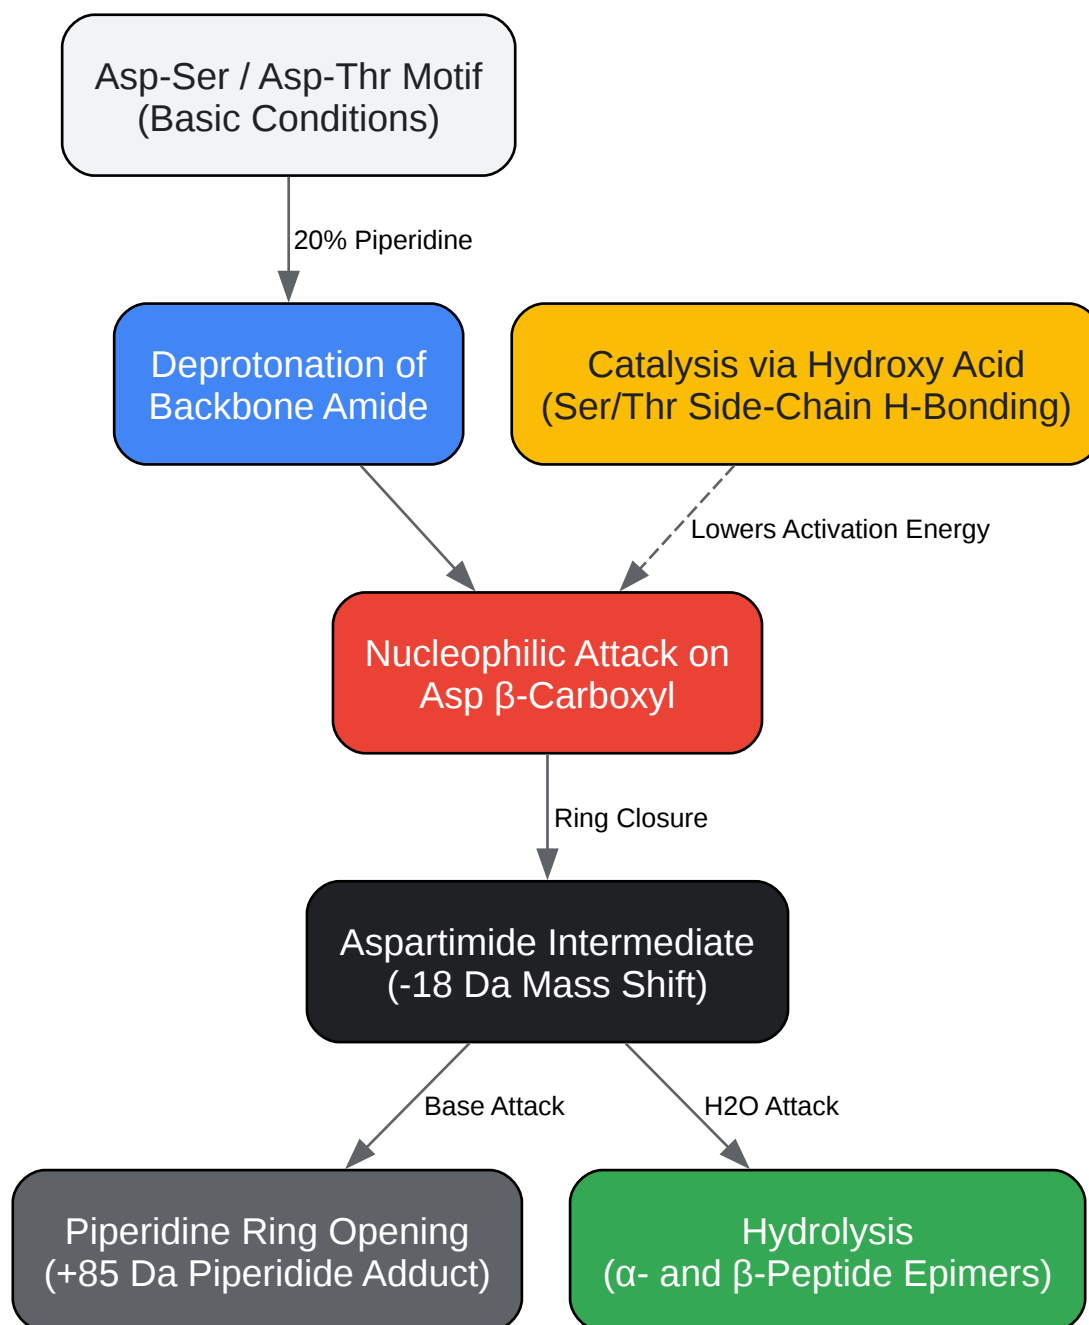 Asp-Ser / Asp-Thr Motif
(Basic Conditions)
20% Piperidine
Deprotonation of
Backbone Amide
Catalysis via Hydroxy Acid
(Ser/Thr Side-Chain H-Bonding)
Lowers Activation Energy
Nucleophilic Attack on
Asp β-Carboxyl
Ring Closure
Aspartimide Intermediate
(-18 Da Mass Shift)
Base Attack
H2O Attack
Piperidine Ring Opening
(+85 Da Piperidide Adduct)
Hydrolysis
(α- and β-Peptide Epimers)